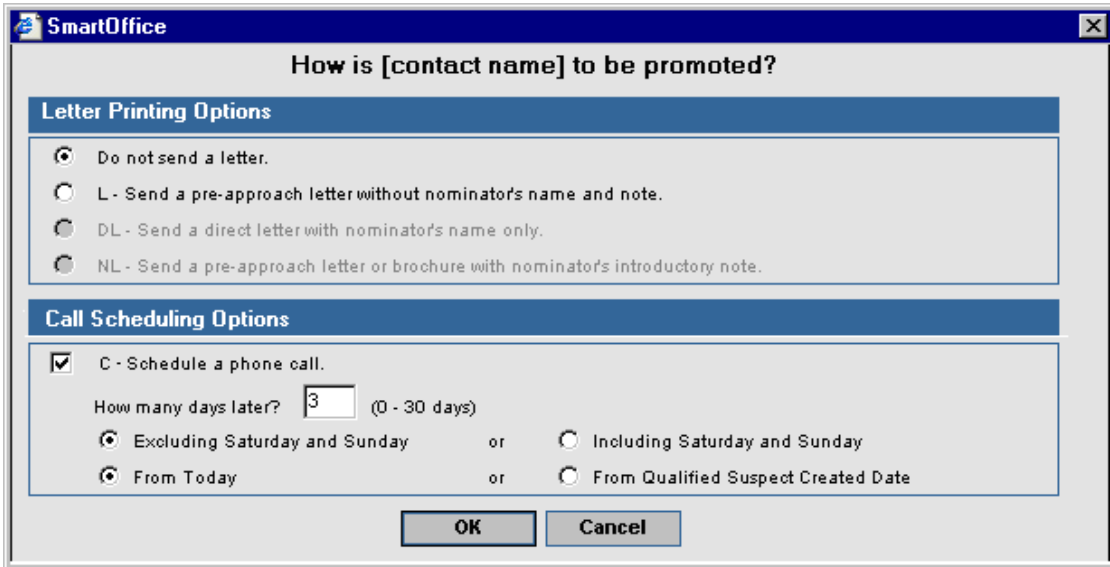 SmartOffice
How is [contact name] to be promoted?
Letter Printing Options
Do not send a letter.
L - Send a pre-approach letter without nominator's name and note.
DL - Send a direct letter with nominator's name only.
NL - Send a pre-approach letter or brochure with nominator's introductory note.
Call Scheduling Options
C - Schedule a phone call.
How many days later? 3 (0 - 30 days)
Excluding Saturday and Sunday or Including Saturday and Sunday
From Today or From Qualified Suspect Created Date
OK Cancel